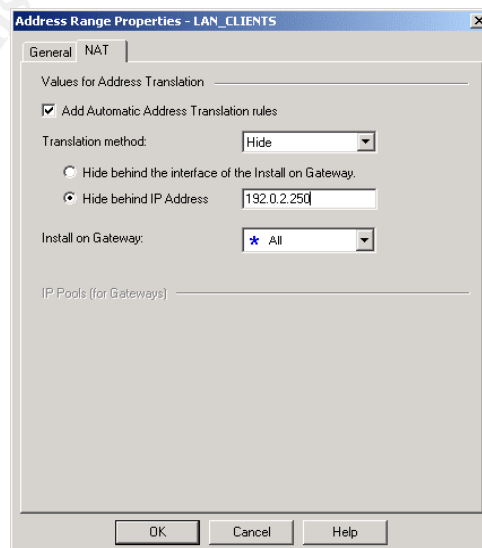 Address Range Properties - LAN_CLIENTS
General NAT
Values for Address Translation
Add Automatic Address Translation rules
Translation method: Hide
Hide behind the interface of the Install on Gateway.
Hide behind IP Address 192.0.2.250
Install on Gateway: * All
IP Pools (for Gateways)
OK Cancel Help